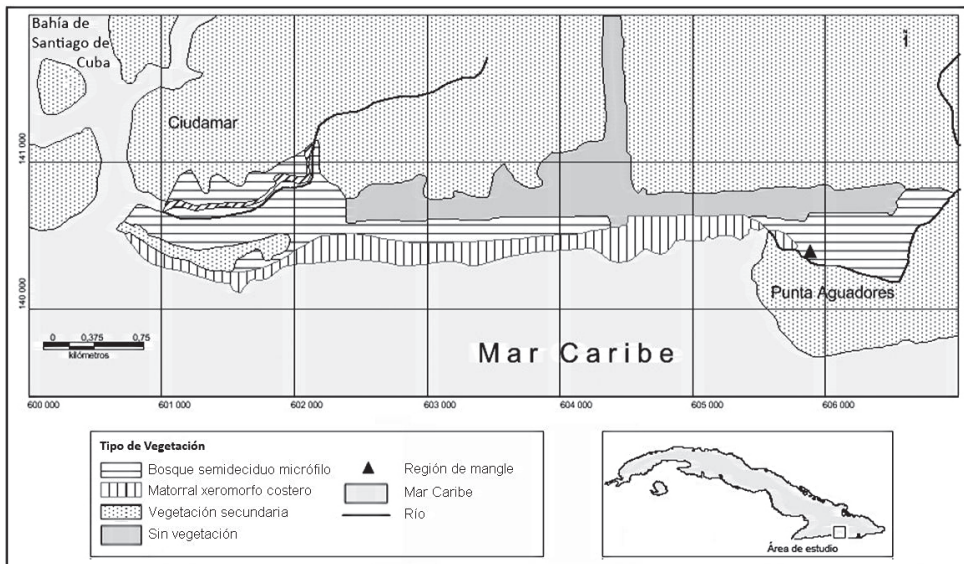 Bahía de
Santiago de
Cuba
Ciudamar
141 000
140 000
Punta Aguadores
0 0,375 0,75
kilómetros
Mar Caribe
600 000 601 000 602 000 603 000 604 000 605 000 606 000
Tipo de Vegetación
Bosque semideciduo micrófilo
Matorral xeromorfo costero
Vegetación secundaria
Sin vegetación
Región de mangle
Mar Caribe
Río
Área de estudio